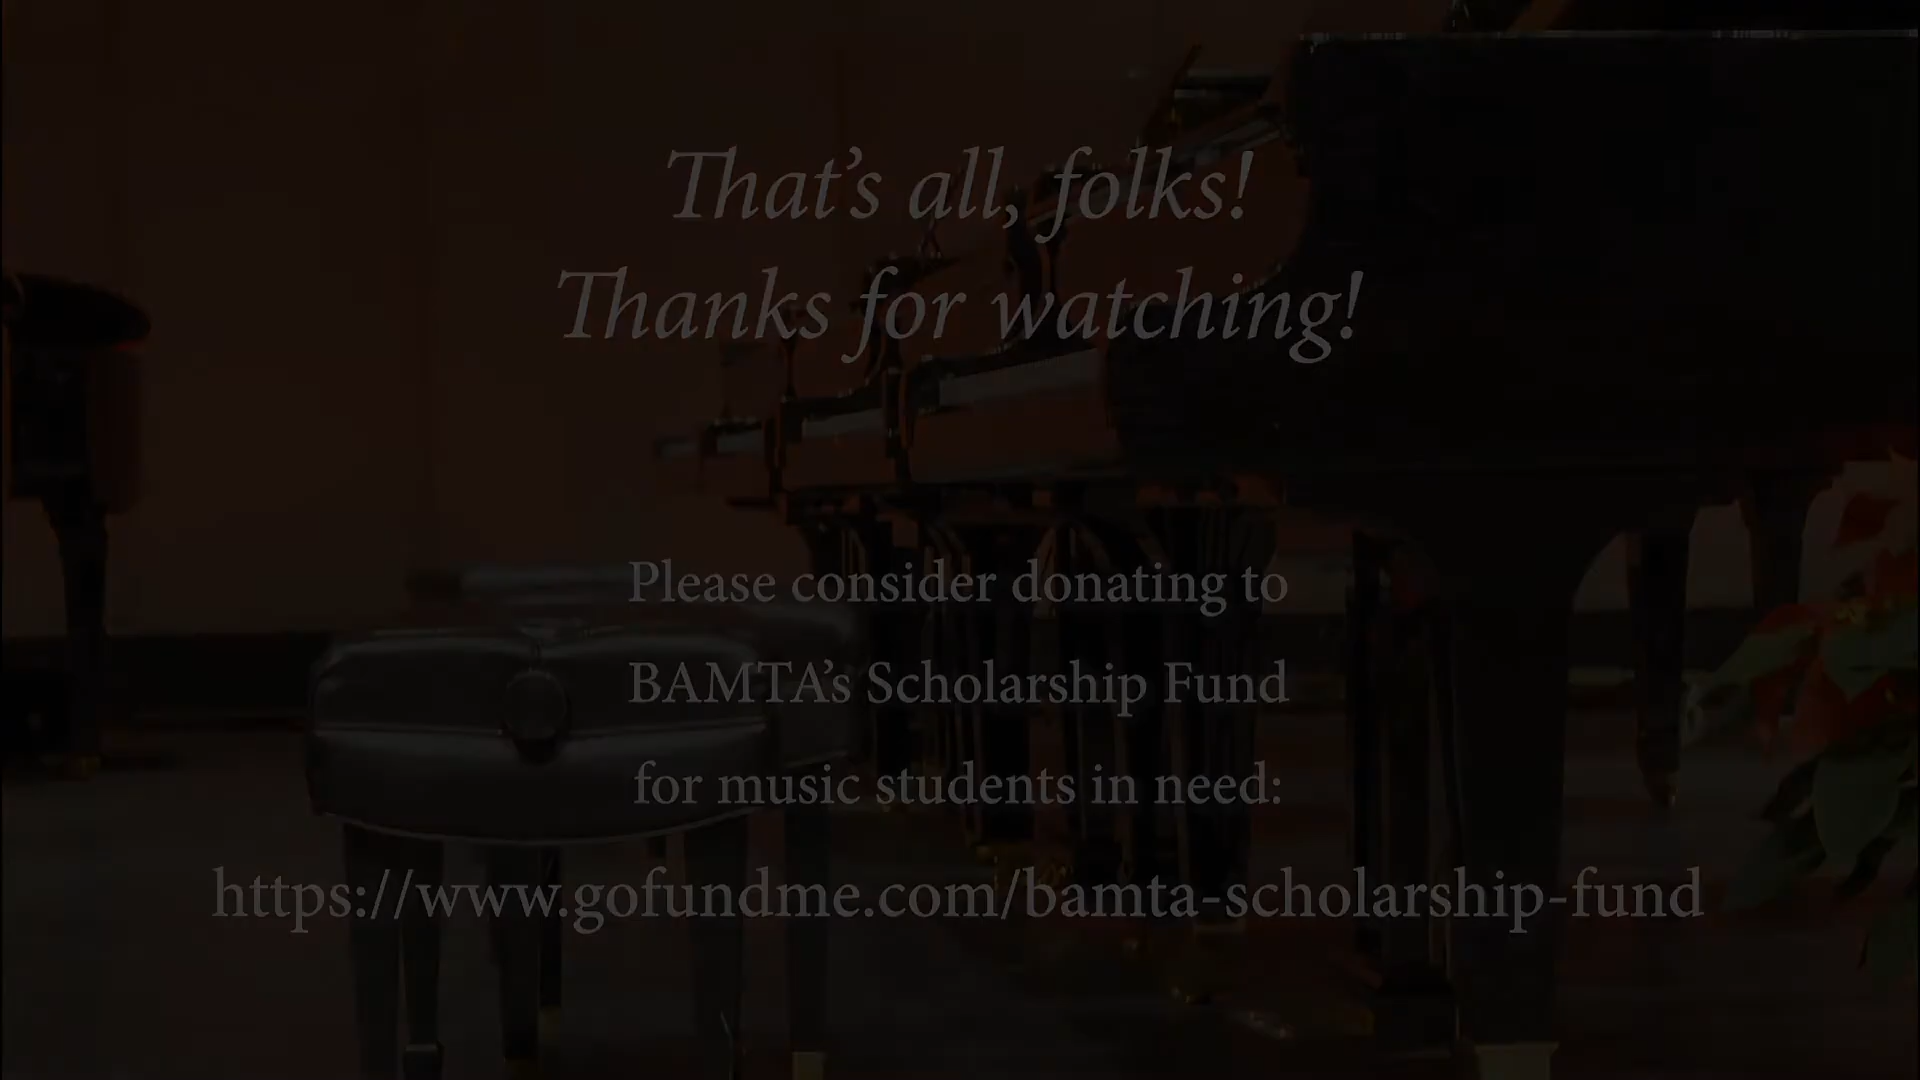 That's all, folks!
Thanks for watching!
Please consider donating to
BAMTA's Scholarship Fund
for music students in need:
https://www.gofundme.com/bamta-scholarship-fund